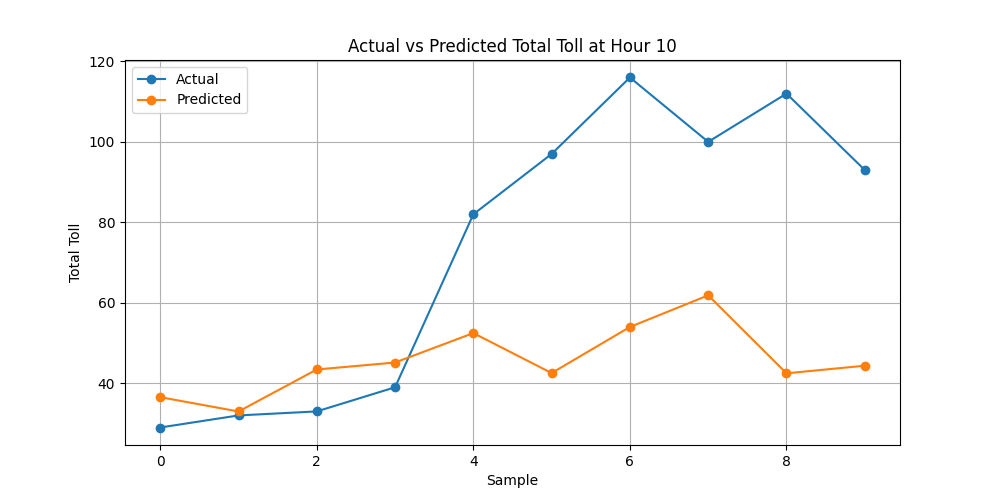 Actual vs Predicted Total Toll at Hour 10
120
Actual
Predicted
100
80
Total Toll
60
40
0 2 4 6 8
Sample